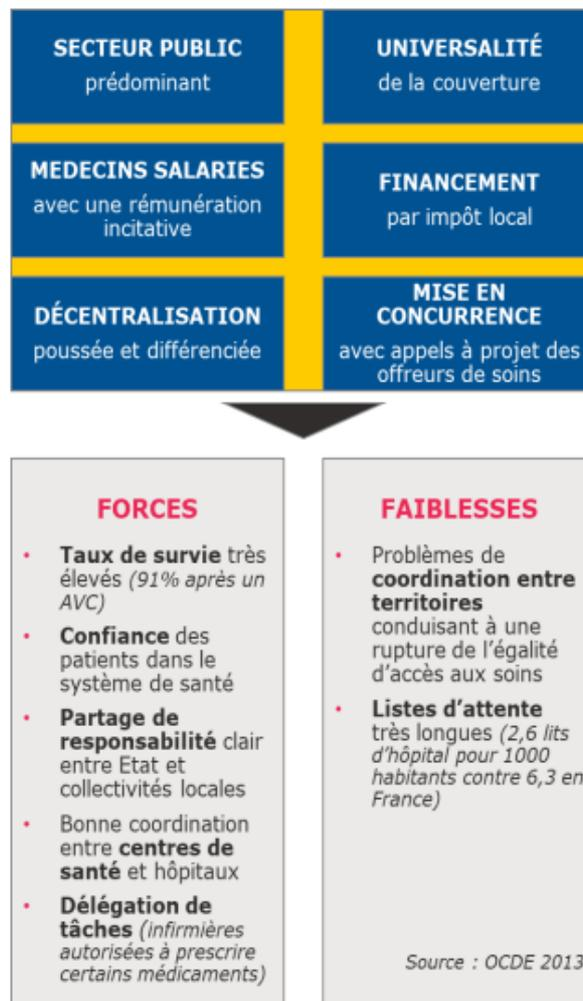 SECTEUR PUBLIC
prédominant
UNIVERSALITÉ
de la couverture
MEDECINS SALARIES
avec une rémunération
incitative
FINANCEMENT
par impôt local
DÉCENTRALISATION
poussée et différenciée
MISE EN
CONCURRENCE
avec appels à projet des
offreurs de soins
FORCES
• Taux de survie très
élevés (91% après un
AVC)
• Confiance des
patients dans le
système de santé
• Partage de
responsabilité clair
entre Etat et
collectivités locales
• Bonne coordination
entre centres de
santé et hôpitaux
• Délégation de
tâches (infirmières
autorisées à prescrire
certains médicaments)
FAIBLESSES
• Problèmes de
coordination entre
territoires
conduisant à une
rupture de l'égalité
d'accès aux soins
• Listes d'attente
très longues (2,6 lits
d'hôpital pour 1000
habitants contre 6,3 en
France)
Source : OCDE 2013